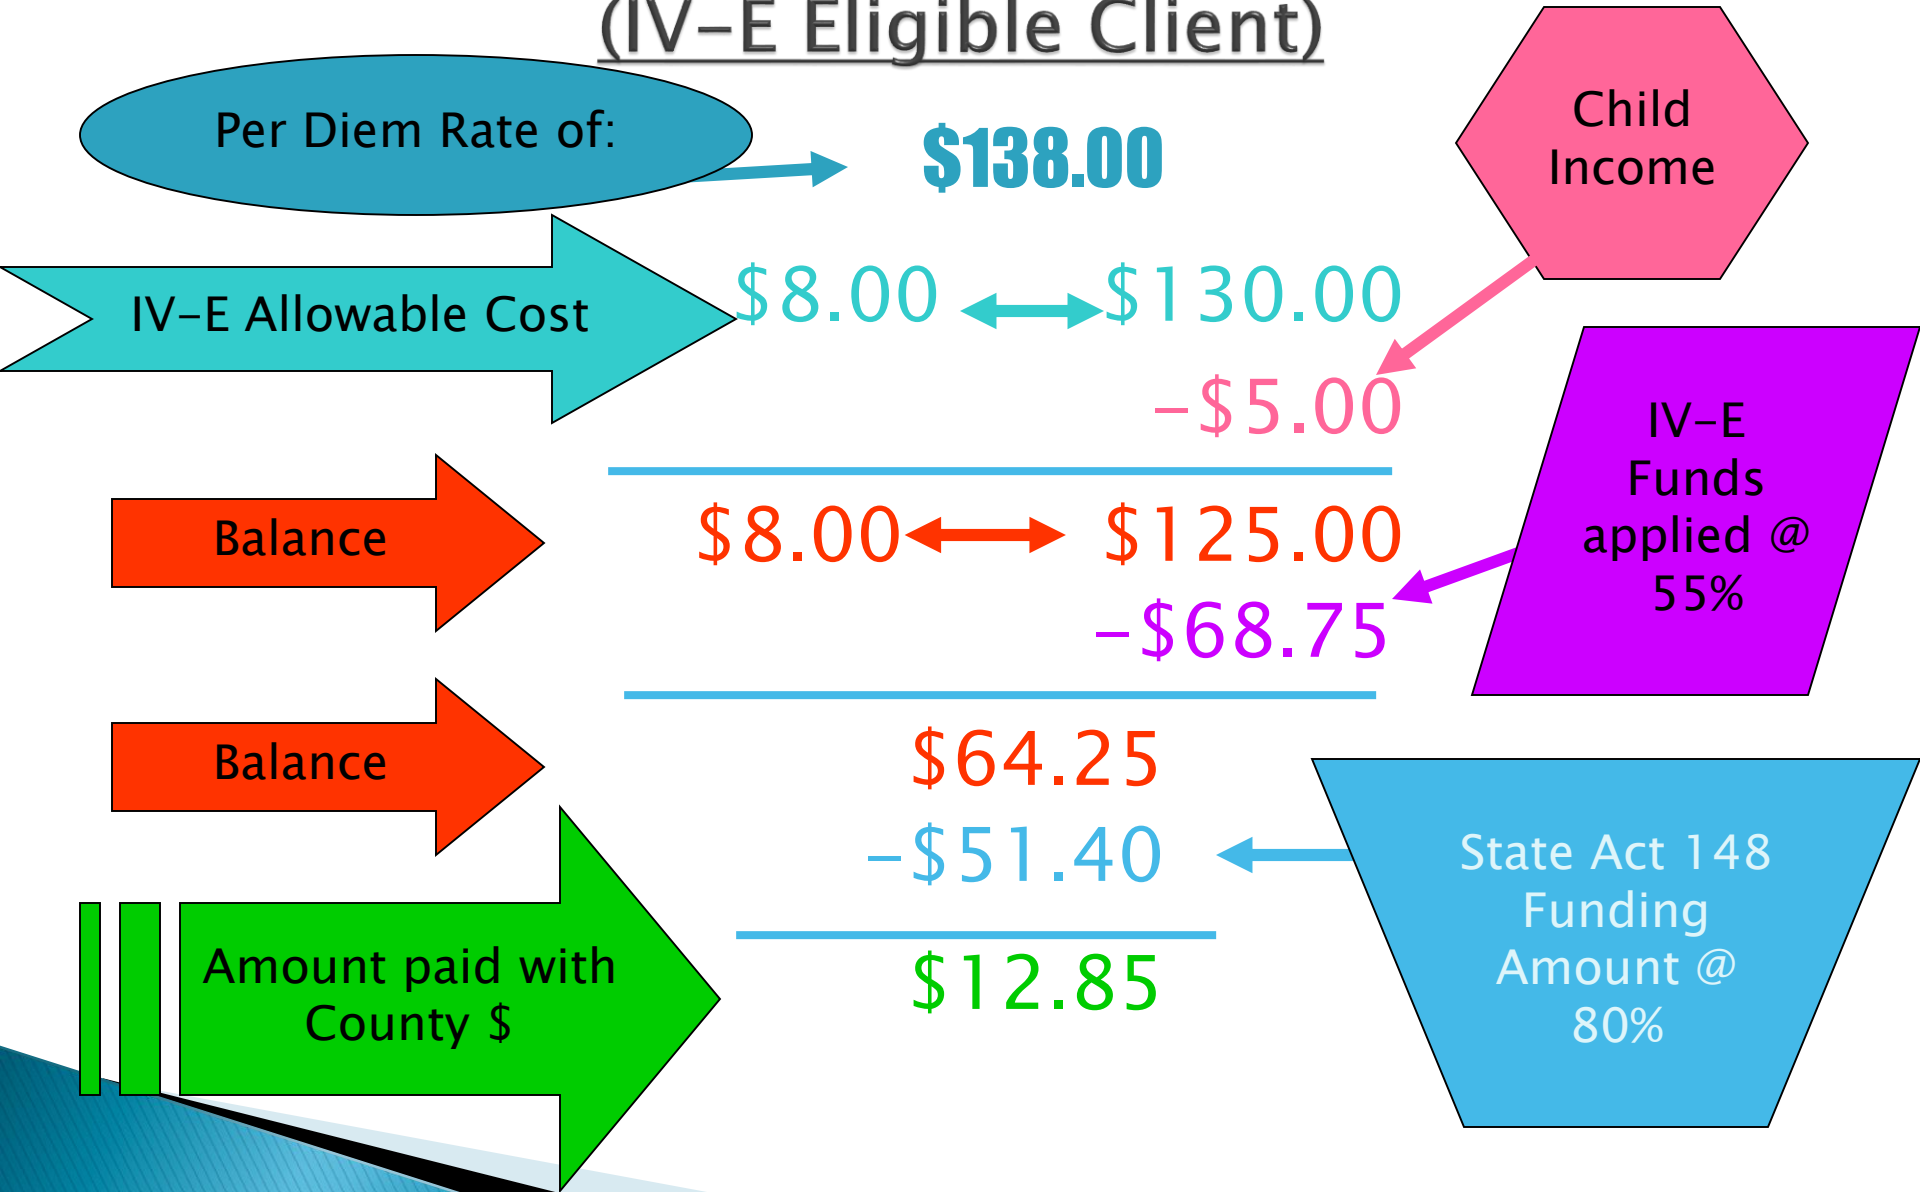 (IV-E Eligible Client)
Per Diem Rate of:
$138.00
Child
Income
IV-E Allowable Cost
$8.00 $130.00
-$5.00
IV-E
Funds
applied @
55%
Balance
$8.00 $125.00
-$68.75
Balance
$64.25
-$51.40
State Act 148
Funding
Amount @
80%
Amount paid with
County $
$12.85